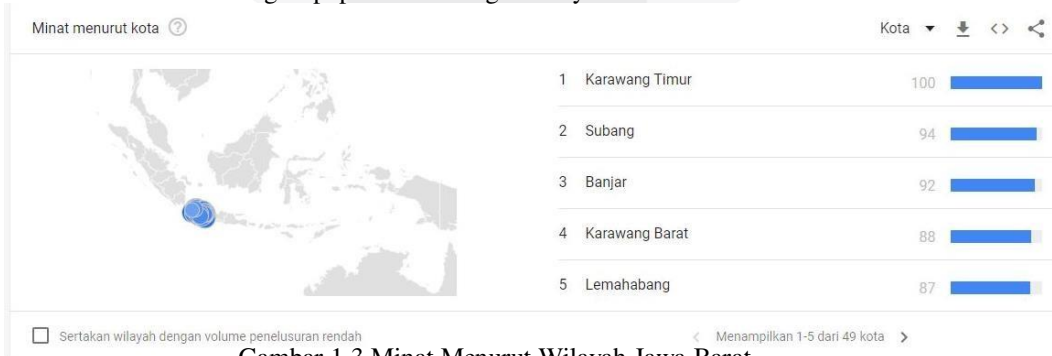 Minat menurut kota
Kota
1 Karawang Timur 100
2 Subang 94
3 Banjar 92
4 Karawang Barat 88
5 Lemahabang 87
Sertakan wilayah dengan volume penelusuran rendah
Menampilkan 1-5 dari 49 kota
Gambar 1.3 Minat Menurut Wilayah Jawa Barat